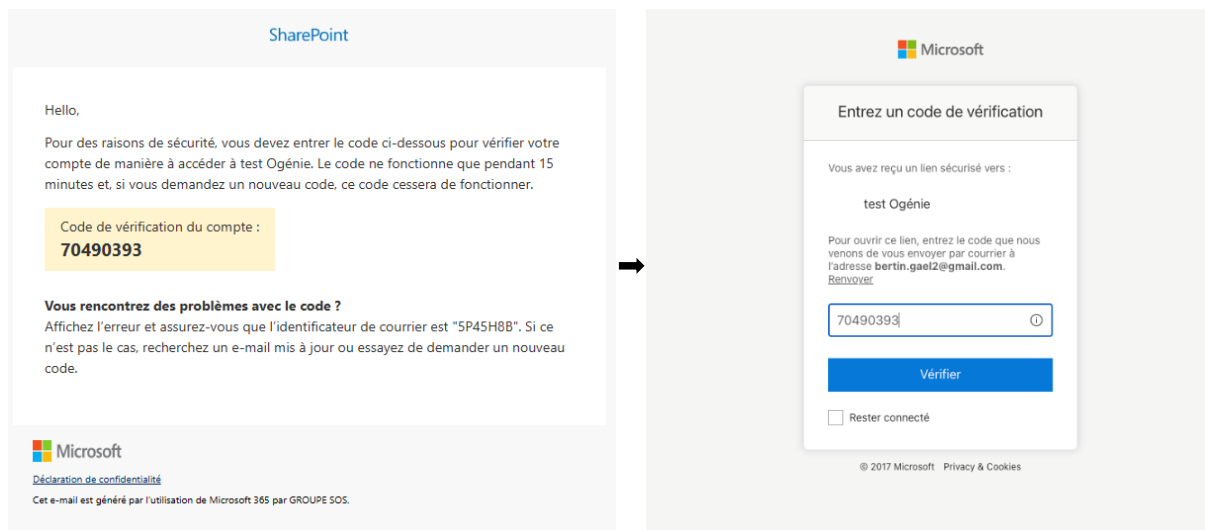 SharePoint
Hello,
Pour des raisons de sécurité, vous devez entrer le code ci-dessous pour vérifier votre
compte de manière à accéder à test Ogénie. Le code ne fonctionne que pendant 15
minutes et, si vous demandez un nouveau code, ce code cessera de fonctionner.
Code de vérification du compte :
70490393
Vous rencontrez des problèmes avec le code ?
Affichez l'erreur et assurez-vous que l'identificateur de courrier est "5P45H8B". Si ce
n'est pas le cas, recherchez un e-mail mis à jour ou essayez de demander un nouveau
code.
Microsoft
Déclaration de confidentialité
Cet e-mail est généré par l'utilisation de Microsoft 365 par GROUPE SOS.
Microsoft
Entrez un code de vérification
Vous avez reçu un lien sécurisé vers :
test Ogénie
Pour ouvrir ce lien, entrez le code que nous
venons de vous envoyer par courrier à
l'adresse bertin.gael2@gmail.com.
Renvoyer
70490393
Vérifier
Rester connecté
© 2017 Microsoft Privacy & Cookies